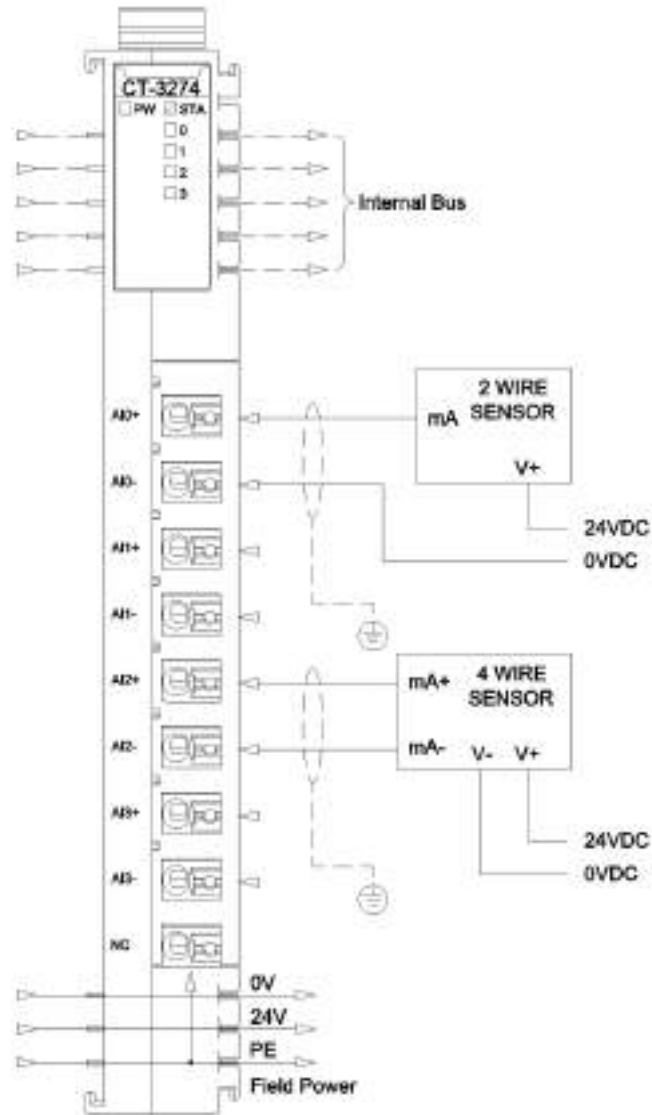 CT-3274
PW STA
0
1
2
3
Internal Bus
AI0+
AI0-
AI1+
AI1-
AI2+
AI2-
AI3+
AI3-
NC
2 WIRE
SENSOR
mA
V+
24VDC
0VDC
4 WIRE
SENSOR
mA+
mA-
V- V+
24VDC
0VDC
0V
24V
PE
Field Power